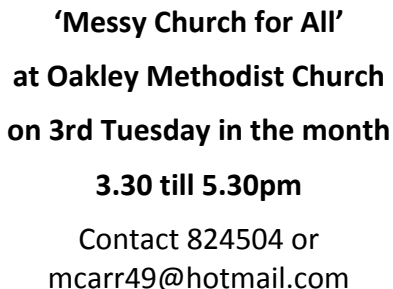 ‘Messy Church for All’
at Oakley Methodist Church
on 3rd Tuesday in the month
3.30 till 5.30pm
Contact 824504 or
mcarr49@hotmail.com